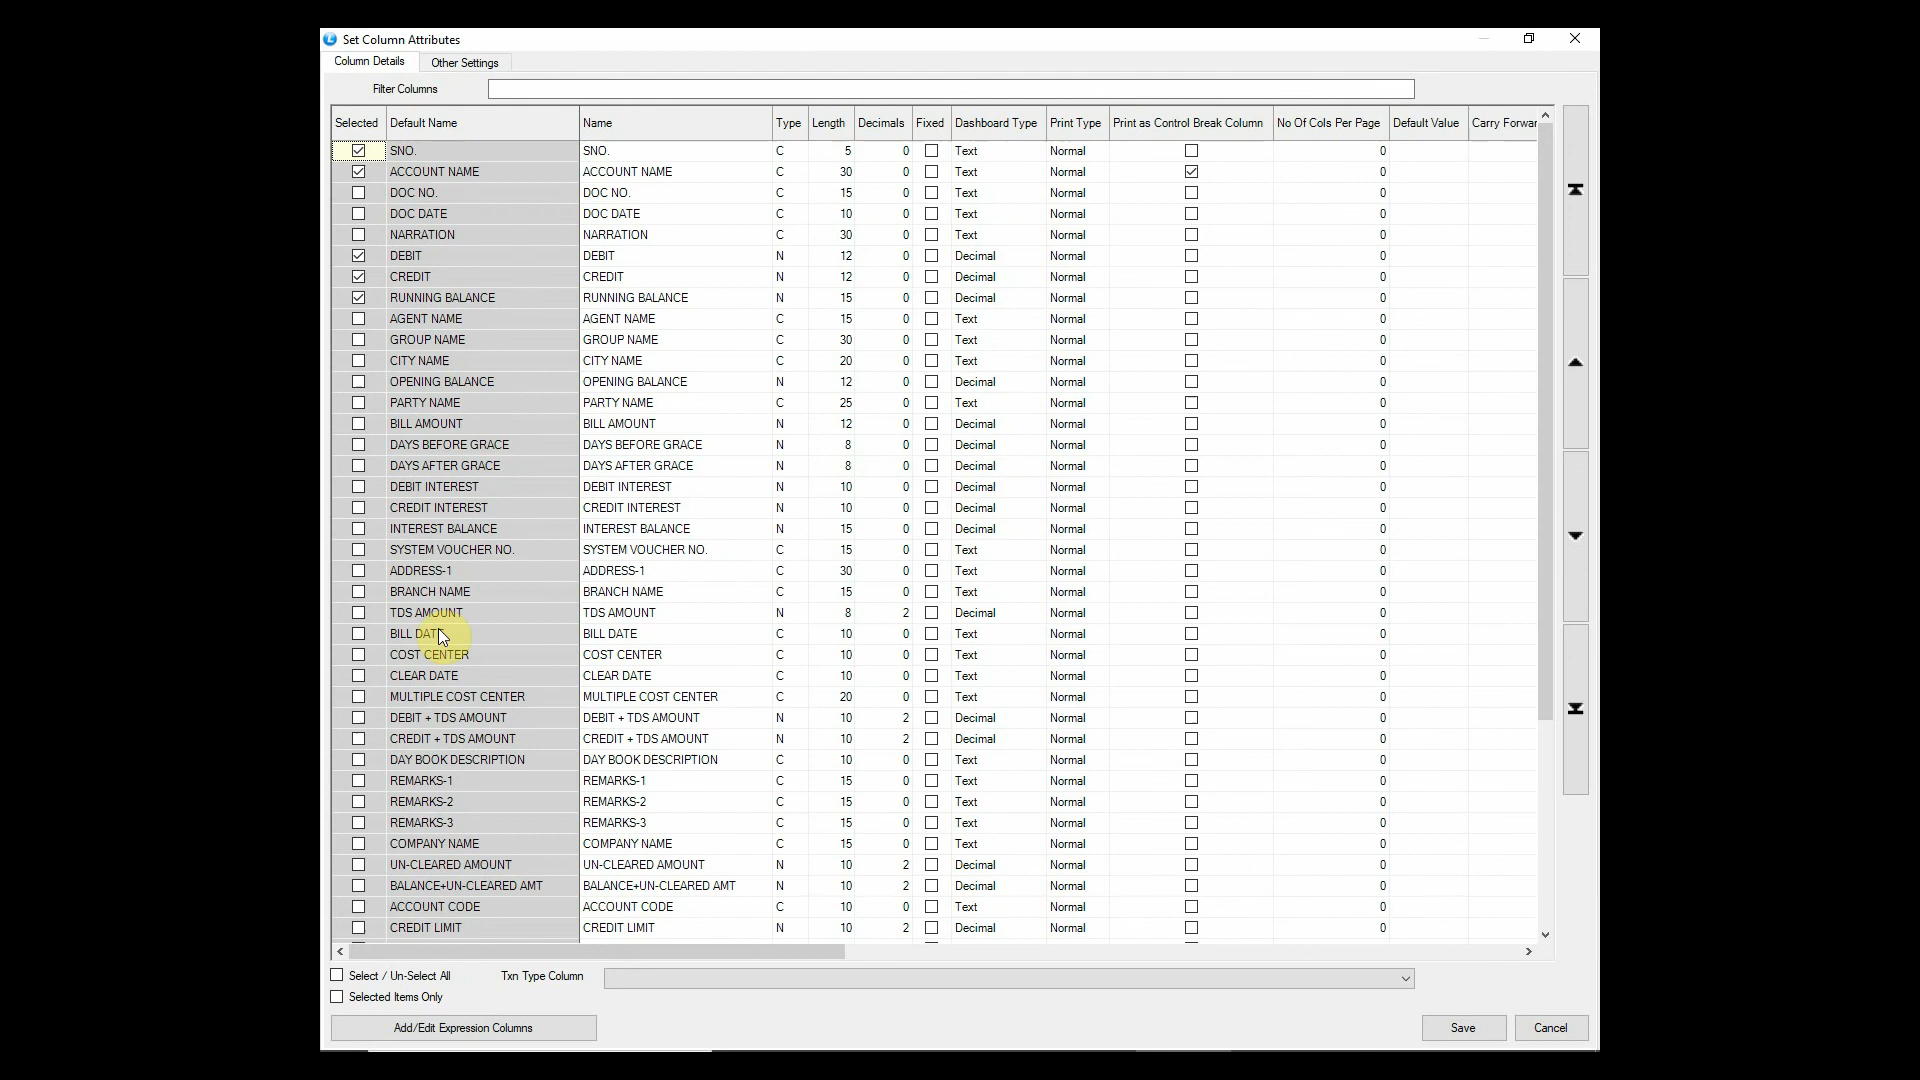 Set Column Attributes
Column Details Other Settings
Filter Columns
Selected Default Name Name Type Length Decimals Fixed Dashboard Type Print Type Print as Control Break Column No Of Cols Per Page Default Value Carry Forwar
SNO. SNO. C 5 0 Text Normal 0
ACCOUNT NAME ACCOUNT NAME C 30 0 Text Normal 0
DOC NO. DOC NO. C 15 0 Text Normal 0
DOC DATE DOC DATE C 10 0 Text Normal 0
NARRATION NARRATION C 30 0 Text Normal 0
DEBIT DEBIT N 12 0 Decimal Normal 0
CREDIT CREDIT N 12 0 Decimal Normal 0
RUNNING BALANCE RUNNING BALANCE N 15 0 Decimal Normal 0
AGENT NAME AGENT NAME C 15 0 Text Normal 0
GROUP NAME GROUP NAME C 30 0 Text Normal 0
CITY NAME CITY NAME C 20 0 Text Normal 0
OPENING BALANCE OPENING BALANCE N 12 0 Decimal Normal 0
PARTY NAME PARTY NAME C 25 0 Text Normal 0
BILL AMOUNT BILL AMOUNT N 12 0 Decimal Normal 0
DAYS BEFORE GRACE DAYS BEFORE GRACE N 8 0 Decimal Normal 0
DAYS AFTER GRACE DAYS AFTER GRACE N 8 0 Decimal Normal 0
DEBIT INTEREST DEBIT INTEREST N 10 0 Decimal Normal 0
CREDIT INTEREST CREDIT INTEREST N 10 0 Decimal Normal 0
INTEREST BALANCE INTEREST BALANCE N 15 0 Decimal Normal 0
SYSTEM VOUCHER NO. SYSTEM VOUCHER NO. C 15 0 Text Normal 0
ADDRESS-1 ADDRESS-1 C 30 0 Text Normal 0
BRANCH NAME BRANCH NAME C 15 0 Text Normal 0
TDS AMOUNT TDS AMOUNT N 8 2 Decimal Normal 0
BILL DATE BILL DATE C 10 0 Text Normal 0
COST CENTER COST CENTER C 10 0 Text Normal 0
CLEAR DATE CLEAR DATE C 10 0 Text Normal 0
MULTIPLE COST CENTER MULTIPLE COST CENTER C 20 0 Text Normal 0
DEBIT + TDS AMOUNT DEBIT + TDS AMOUNT N 10 2 Decimal Normal 0
CREDIT + TDS AMOUNT CREDIT + TDS AMOUNT N 10 2 Decimal Normal 0
DAY BOOK DESCRIPTION DAY BOOK DESCRIPTION C 10 0 Text Normal 0
REMARKS-1 REMARKS-1 C 15 0 Text Normal 0
REMARKS-2 REMARKS-2 C 15 0 Text Normal 0
REMARKS-3 REMARKS-3 C 15 0 Text Normal 0
COMPANY NAME COMPANY NAME C 15 0 Text Normal 0
UN-CLEARED AMOUNT UN-CLEARED AMOUNT N 10 2 Decimal Normal 0
BALANCE+UN-CLEARED AMT BALANCE+UN-CLEARED AMT N 10 2 Decimal Normal 0
ACCOUNT CODE ACCOUNT CODE C 10 0 Text Normal 0
CREDIT LIMIT CREDIT LIMIT N 10 2 Decimal Normal 0
Select / Un-Select All Txn Type Column
Selected Items Only
Add/Edit Expression Columns Save Cancel